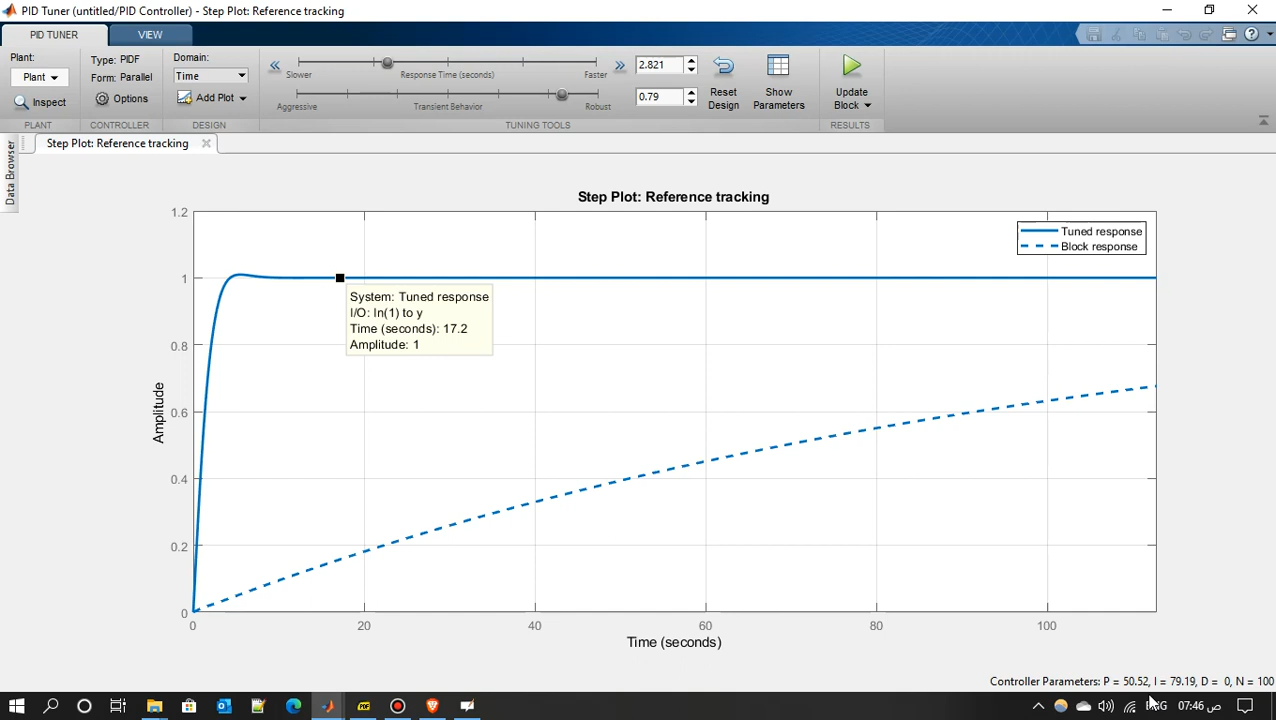 PID Tuner (untitled/PID Controller) - Step Plot: Reference tracking
PID TUNER VIEW
Plant: Type: PIDF Domain:
Plant Form: Parallel Time Slower Response Time (seconds) Faster 2.821
Inspect Options Add Plot Aggressive Transient Behavior Robust 0.79 Reset Design Show Parameters Update Block
PLANT CONTROLLER DESIGN TUNING TOOLS RESULTS
Data Browser
Step Plot: Reference tracking
Step Plot: Reference tracking
1.2
Tuned response
Block response
1
System: Tuned response
I/O: In(1) to y
Time (seconds): 17.2
Amplitude: 1
0.8
0.6
Amplitude
0.4
0.2
0
0 20 40 60 80 100
Time (seconds)
Controller Parameters: P = 50.52, I = 79.19, D = 0, N = 100
PDF
07:46 ص